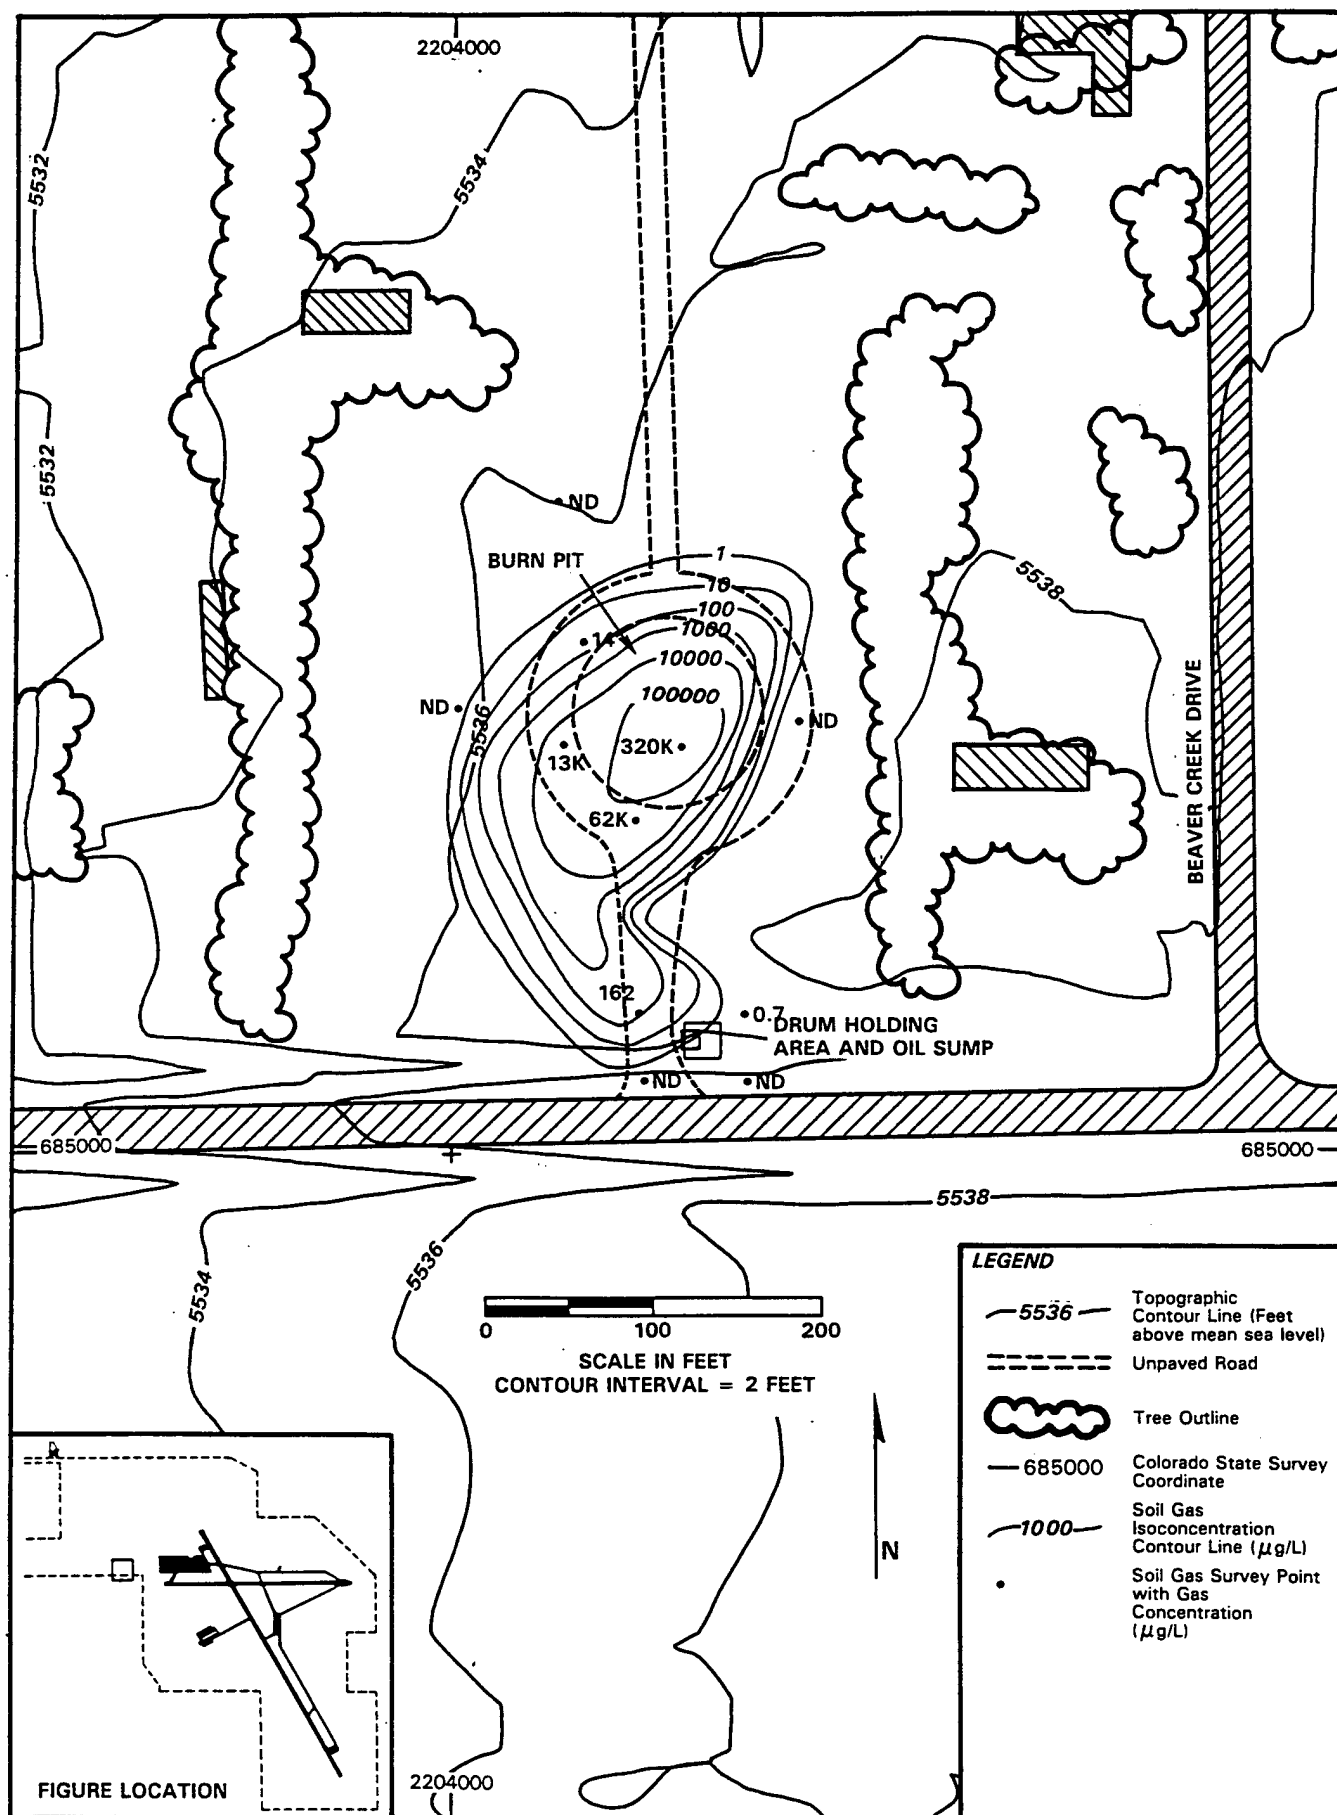 2204000
5532
5534
5532
ND
BURN PIT
1
10
100
1000
10000
100000
5538
14
ND
5536
ND
320K
13K
62K
BEAVER CREEK DRIVE
162
0.7
DRUM HOLDING
AREA AND OIL SUMP
ND
ND
685000
685000
5538
5536
5534
0 100 200
SCALE IN FEET
CONTOUR INTERVAL = 2 FEET
N
LEGEND
5536
Topographic
Contour Line (Feet
above mean sea level)
Unpaved Road
Tree Outline
685000
Colorado State Survey
Coordinate
1000
Soil Gas
Isoconcentration
Contour Line (μg/L)
Soil Gas Survey Point
with Gas
Concentration
(μg/L)
FIGURE LOCATION
2204000